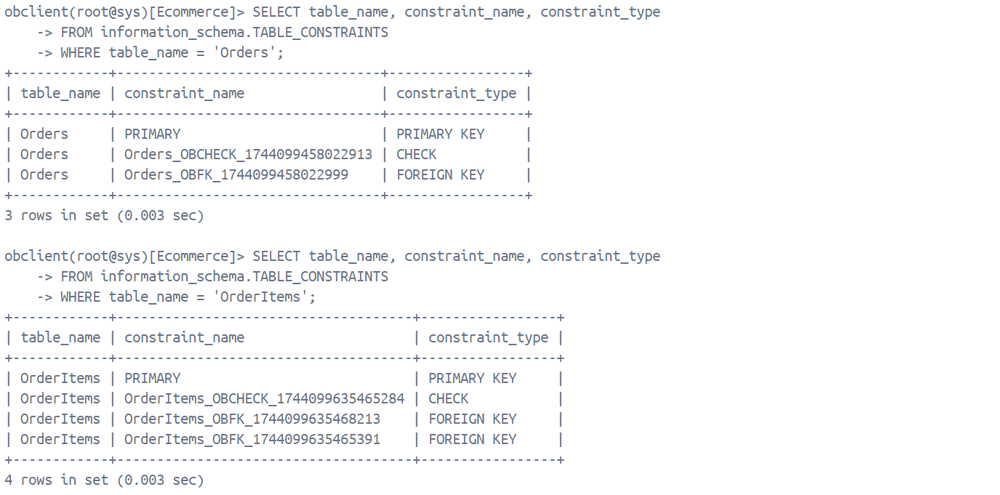 obclient(root@sys)[Ecommerce]> SELECT table_name, constraint_name, constraint_type
    -> FROM information_schema.TABLE_CONSTRAINTS
    -> WHERE table_name = 'Orders';
+------------+---------------------------------+-----------------+
| table_name | constraint_name                 | constraint_type |
+------------+---------------------------------+-----------------+
| Orders     | PRIMARY                         | PRIMARY KEY     |
| Orders     | Orders_OBCHECK_1744099458022913 | CHECK           |
| Orders     | Orders_OBFK_1744099458022999    | FOREIGN KEY     |
+------------+---------------------------------+-----------------+
3 rows in set (0.003 sec)

obclient(root@sys)[Ecommerce]> SELECT table_name, constraint_name, constraint_type
    -> FROM information_schema.TABLE_CONSTRAINTS
    -> WHERE table_name = 'OrderItems';
+------------+-------------------------------------+-----------------+
| table_name | constraint_name                     | constraint_type |
+------------+-------------------------------------+-----------------+
| OrderItems | PRIMARY                             | PRIMARY KEY     |
| OrderItems | OrderItems_OBCHECK_1744099635465284 | CHECK           |
| OrderItems | OrderItems_OBFK_1744099635468213    | FOREIGN KEY     |
| OrderItems | OrderItems_OBFK_1744099635465391    | FOREIGN KEY     |
+------------+-------------------------------------+-----------------+
4 rows in set (0.003 sec)